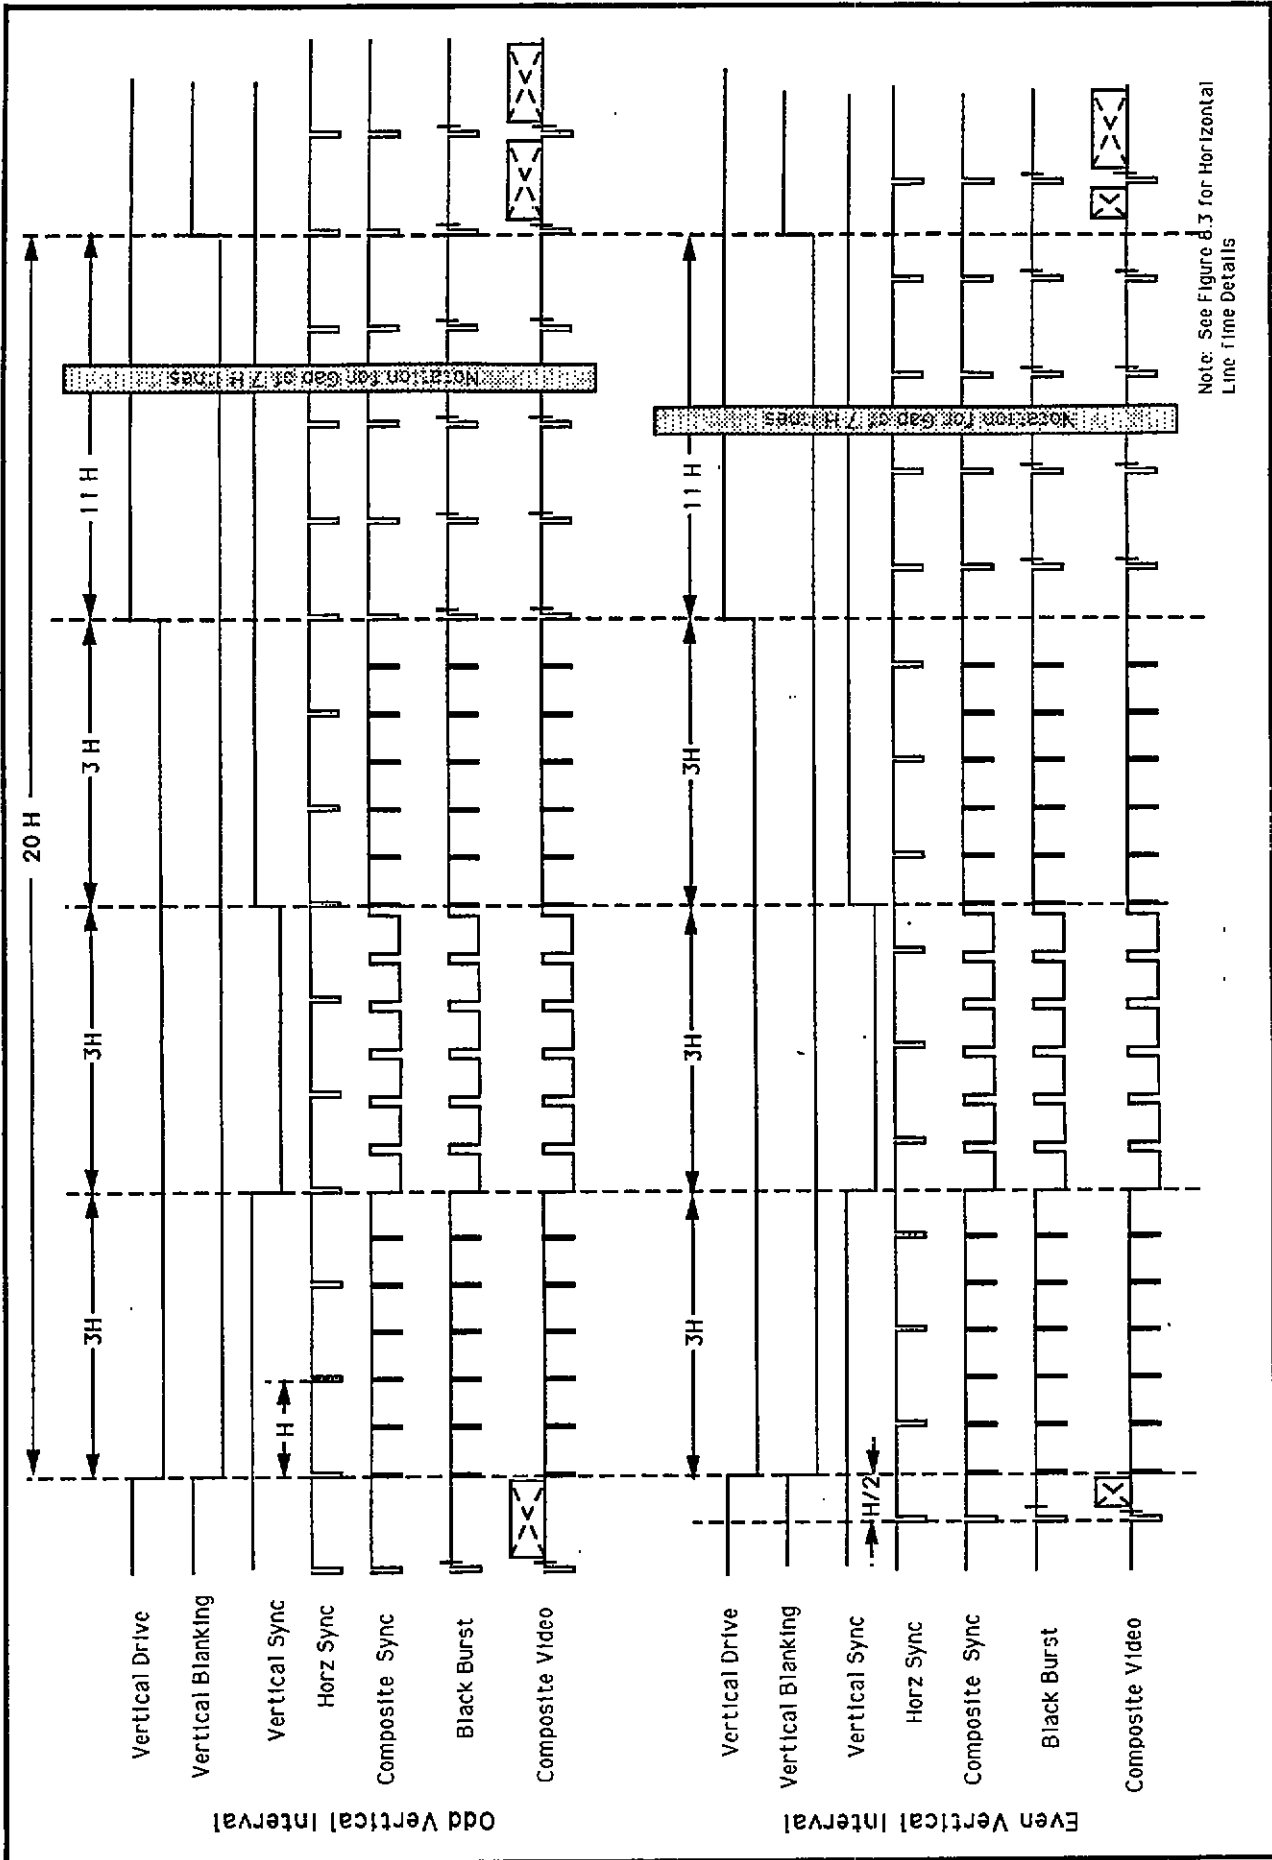 20 H
3H
3H
3 H
11 H
Notation for Gap of 7 H Lines
H
Vertical Drive
Vertical Blanking
Vertical Sync
Horz Sync
Composite Sync
Black Burst
Composite Video
Odd Vertical Interval
3H
3H
3H
11 H
Notation for Gap of 7 H Lines
H/2
Vertical Drive
Vertical Blanking
Vertical Sync
Horz Sync
Composite Sync
Black Burst
Composite Video
Even Vertical Interval
Note: See Figure 8.3 for Horizontal
Line Time Details